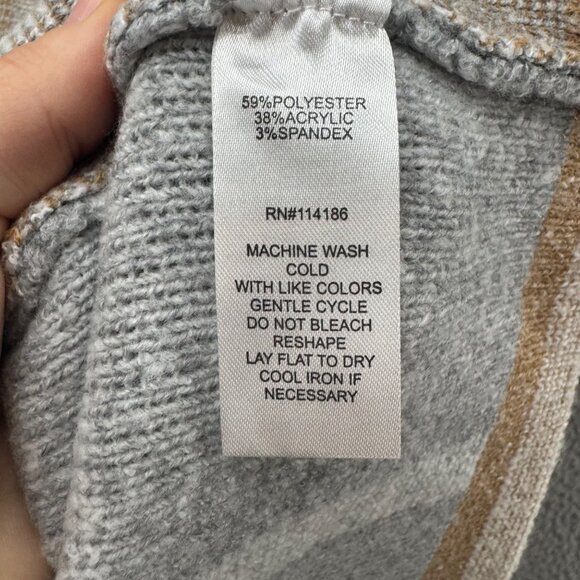 59%POLYESTER
38%ACRYLIC
3%SPANDEX
RN#114186
MACHINE WASH
COLD
WITH LIKE COLORS
GENTLE CYCLE
DO NOT BLEACH
RESHAPE
LAY FLAT TO DRY
COOL IRON IF
NECESSARY